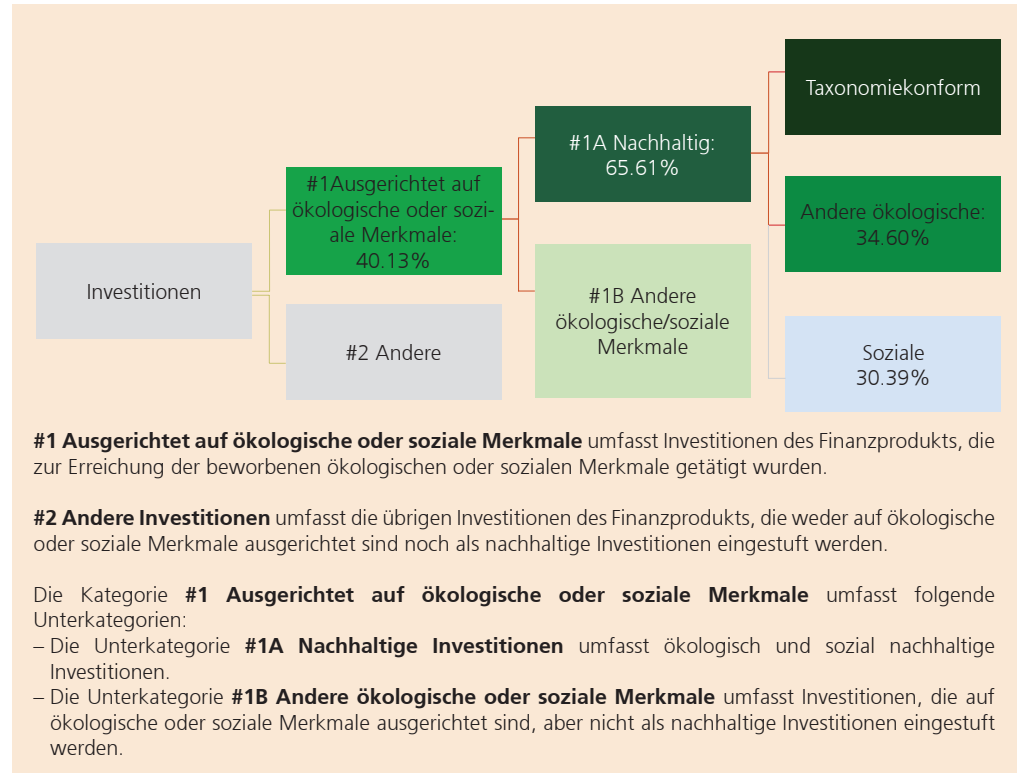 Taxonomiekonform
#1A Nachhaltig:
65.61%
#1Ausgerichtet auf
ökologische oder sozi-
ale Merkmale:
40.13%
Andere ökologische:
34.60%
Investitionen
#1B Andere
ökologische/soziale
Merkmale
#2 Andere
Soziale
30.39%
#1 Ausgerichtet auf ökologische oder soziale Merkmale umfasst Investitionen des Finanzprodukts, die
zur Erreichung der beworbenen ökologischen oder sozialen Merkmale getätigt wurden.
#2 Andere Investitionen umfasst die übrigen Investitionen des Finanzprodukts, die weder auf ökologische
oder soziale Merkmale ausgerichtet sind noch als nachhaltige Investitionen eingestuft werden.
Die Kategorie #1 Ausgerichtet auf ökologische oder soziale Merkmale umfasst folgende
Unterkategorien:
– Die Unterkategorie #1A Nachhaltige Investitionen umfasst ökologisch und sozial nachhaltige
Investitionen.
– Die Unterkategorie #1B Andere ökologische oder soziale Merkmale umfasst Investitionen, die auf
ökologische oder soziale Merkmale ausgerichtet sind, aber nicht als nachhaltige Investitionen eingestuft
werden.